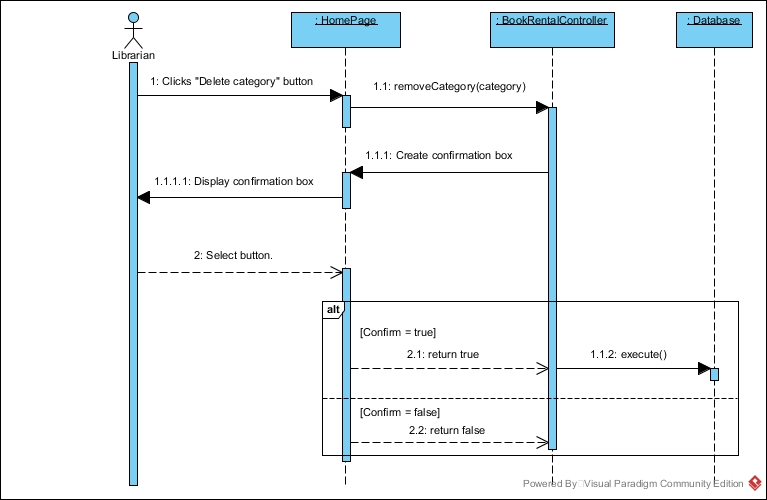 : HomePage
: BookRentalController
: Database
Librarian
1: Clicks "Delete category" button
1.1: removeCategory(category)
1.1.1: Create confirmation box
1.1.1.1: Display confirmation box
2: Select button.
alt
[Confirm = true]
2.1: return true
1.1.2: execute()
[Confirm = false]
2.2: return false
Powered By Visual Paradigm Community Edition